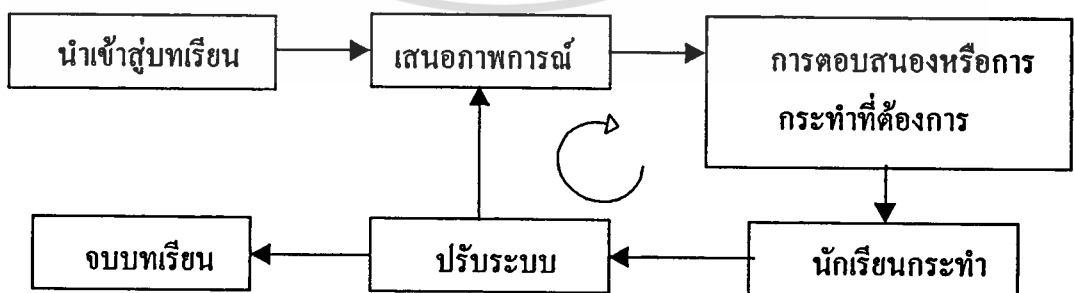 นำเข้าสู่บทเรียน
เสนอภาพการณ์
การตอบสนองหรือการ
กระทำที่ต้องการ
จบบทเรียน
ปรับระบบ
นักเรียนกระทำ